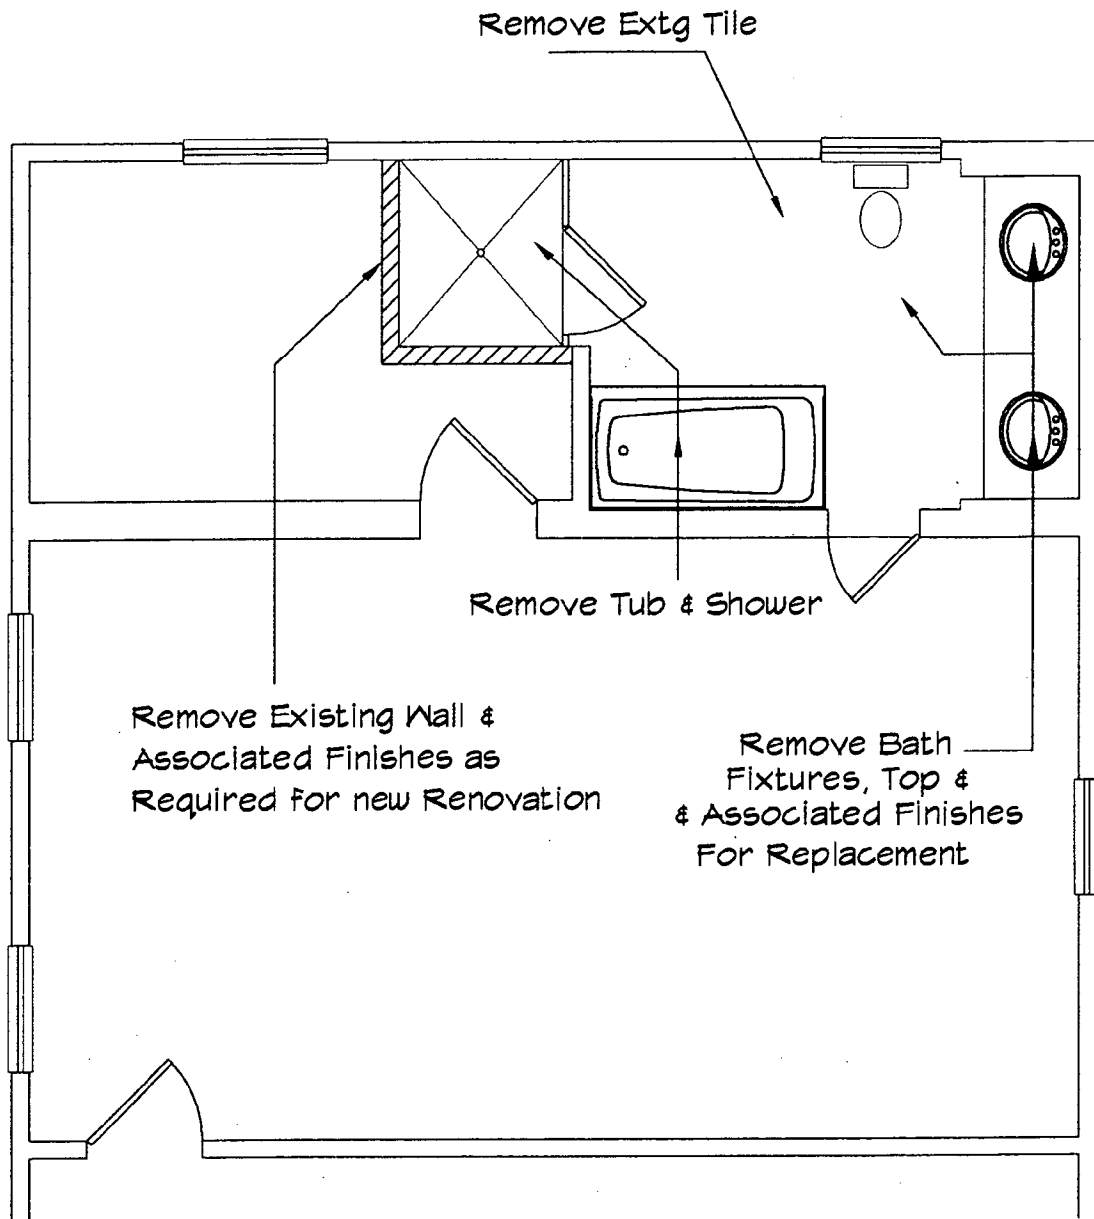 Remove Extg Tile
Remove Tub & Shower
Remove Existing Wall &
Associated Finishes as
Required for new Renovation
Remove Bath
Fixtures, Top &
& Associated Finishes
For Replacement